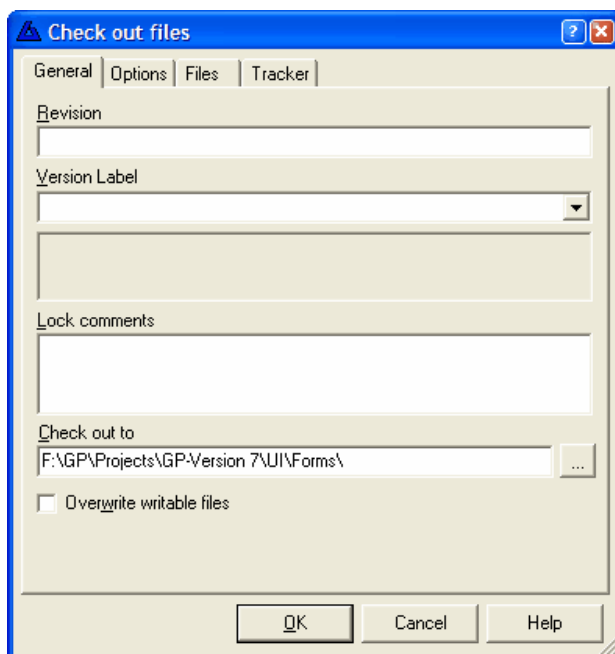 Check out files
General Options Files Tracker
Revision
Version Label
Lock comments
Check out to
F:\GP\Projects\GP-Version 7\UI\Forms\
...
Overwrite writable files
OK Cancel Help